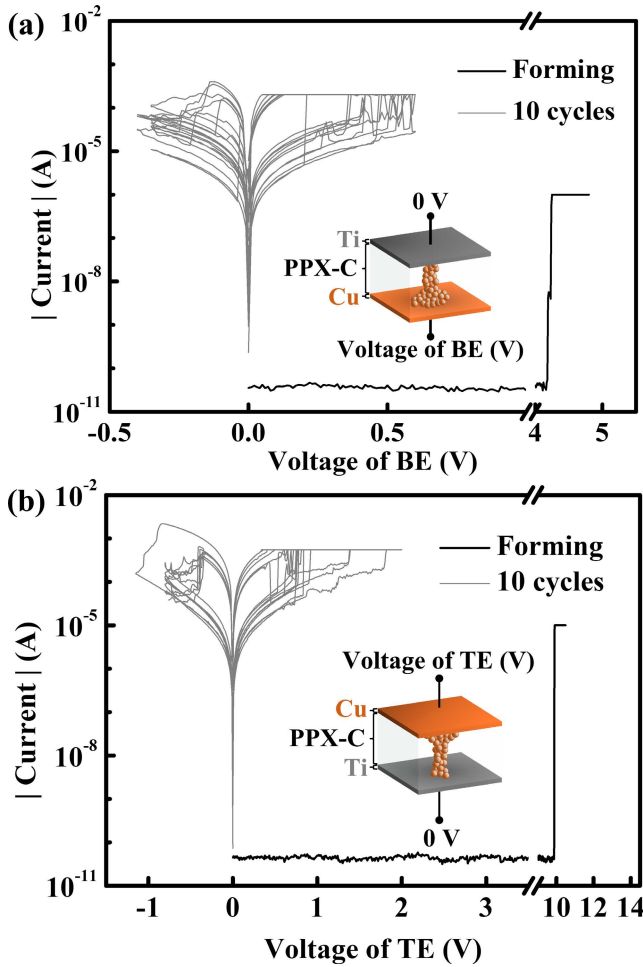 (a)
10⁻²
10⁻⁵
10⁻⁸
10⁻¹¹
| Current | (A)
Forming
10 cycles
0 V
Ti
PPX-C
Cu
Voltage of BE (V)
-0.5 0.0 0.5 4 5
Voltage of BE (V)
(b)
10⁻²
10⁻⁵
10⁻⁸
10⁻¹¹
| Current | (A)
Forming
10 cycles
Voltage of TE (V)
Cu
PPX-C
Ti
0 V
-1 0 1 2 3 10 12 14
Voltage of TE (V)